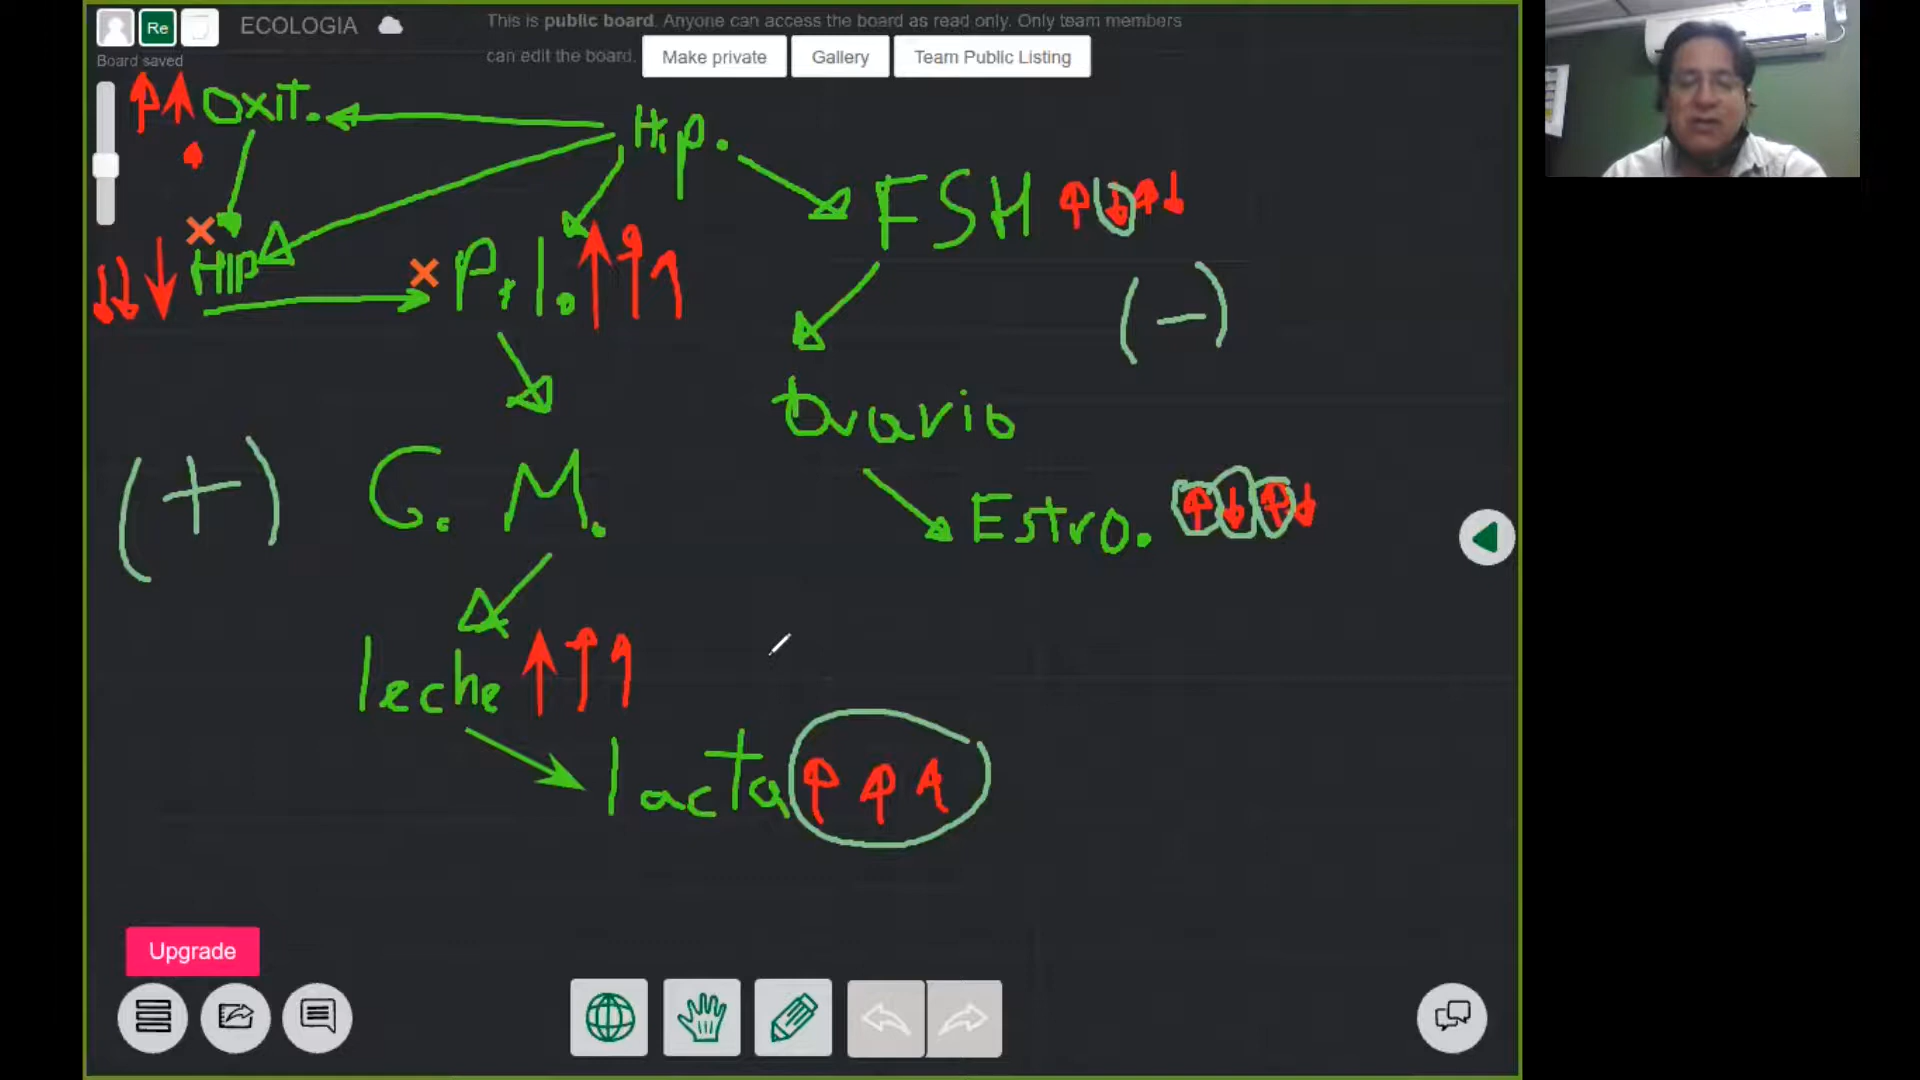 Re
ECOLOGIA
Board saved
This is public board. Anyone can access the board as read only. Only team members
can edit the board.
Make private
Gallery
Team Public Listing
Oxit.
Hip.
FSH
HIP
Prl.
(-)
Ovario
(+)
G. M.
Estro.
leche
lacta
Upgrade